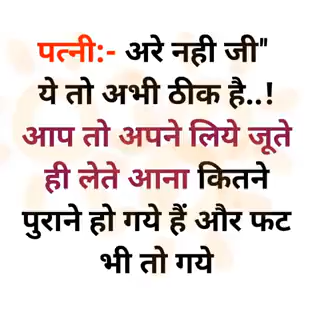 पत्नी:- अरे नही जी"
ये तो अभी ठीक है..!
आप तो अपने लिये जूते
ही लेते आना कितने
पुराने हो गये हैं और फट
भी तो गये